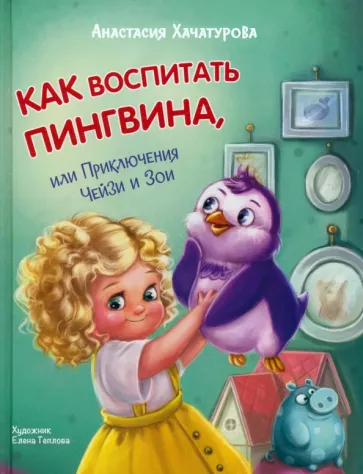 Анастасия Хачатурова
Как воспитать
пингвина,
или Приключения
Чейзи и Зои
Художник
Елена Теплова